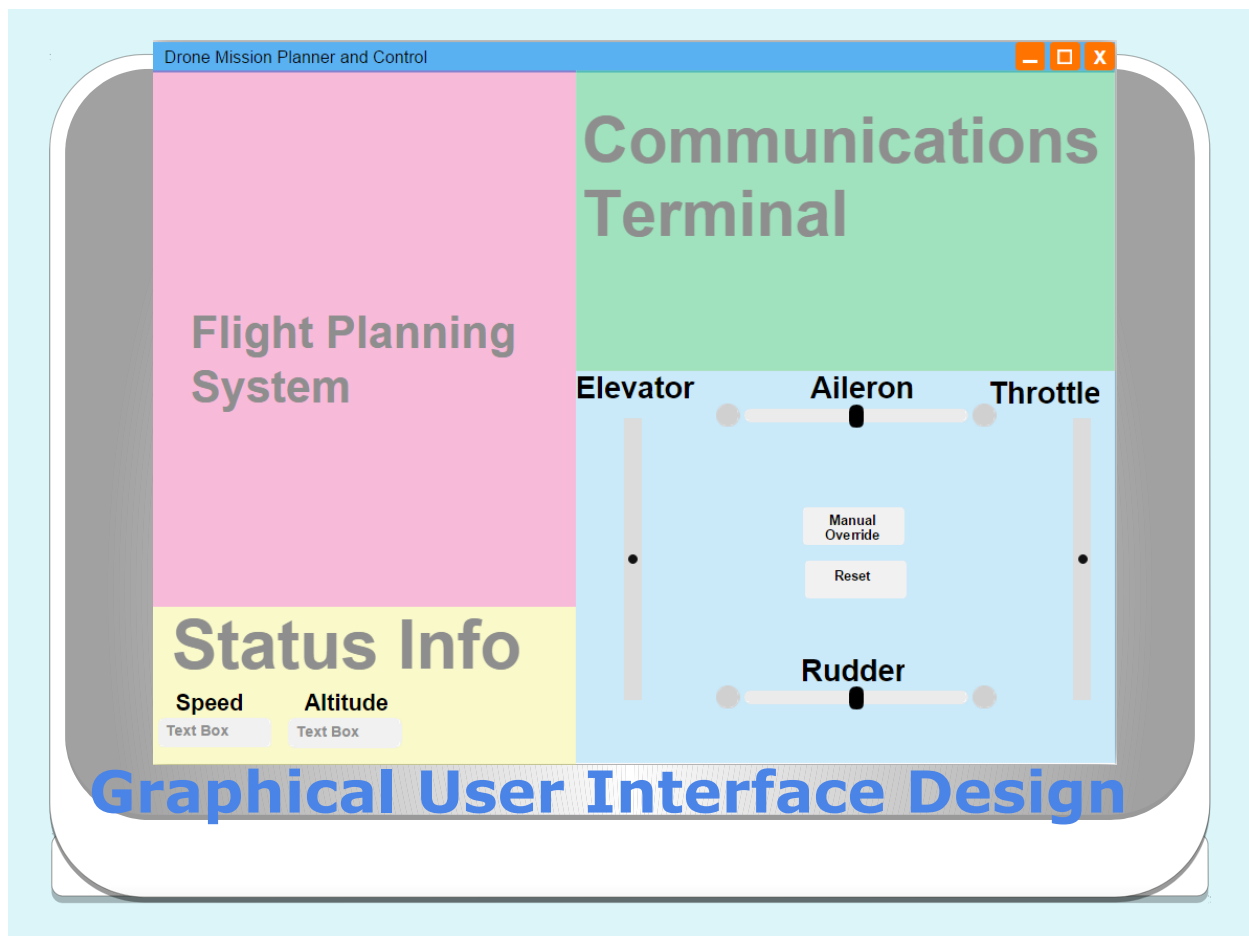 Drone Mission Planner and Control
X
Flight Planning
System
Communications
Terminal
Elevator
Aileron
Throttle
Manual
Override
Reset
Rudder
Status Info
Speed
Altitude
Text Box
Text Box
Graphical User Interface Design